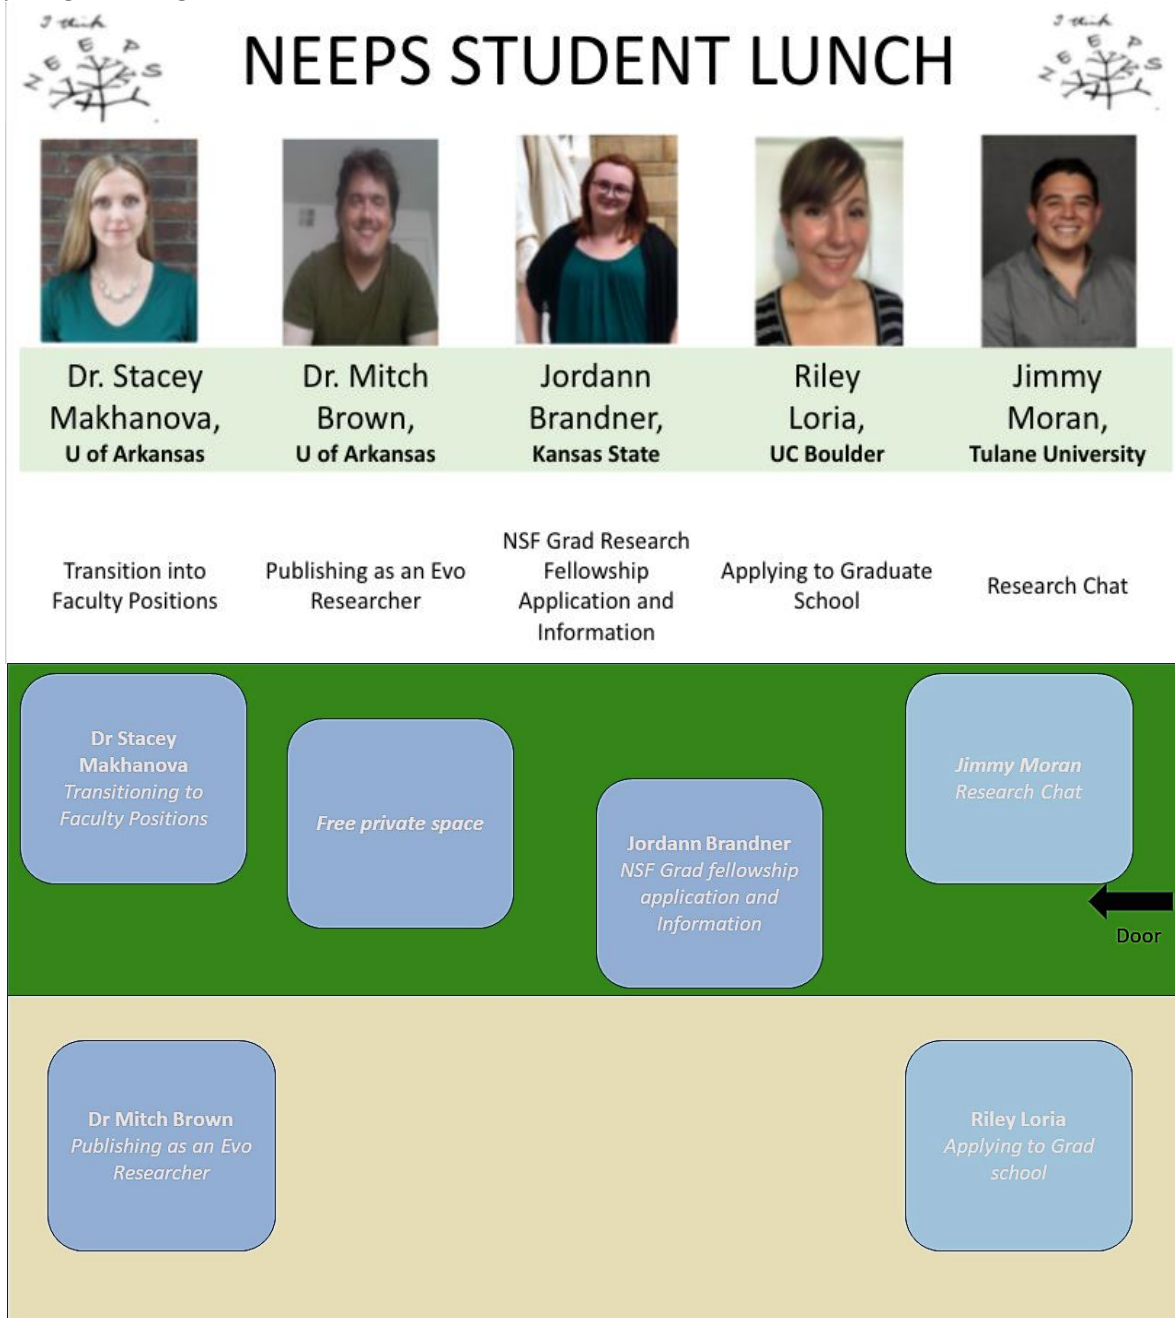 I think
N E E P S
NEEPS STUDENT LUNCH
I think
N E E P S
Dr. Stacey
Makhanova,
U of Arkansas
Dr. Mitch
Brown,
U of Arkansas
Jordann
Brandner,
Kansas State
Riley
Loria,
UC Boulder
Jimmy
Moran,
Tulane University
Transition into
Faculty Positions
Publishing as an Evo
Researcher
NSF Grad Research
Fellowship
Application and
Information
Applying to Graduate
School
Research Chat
Dr Stacey
Makhanova
Transitioning to
Faculty Positions
Free private space
Jordann Brandner
NSF Grad fellowship
application and
Information
Jimmy Moran
Research Chat
Door
Dr Mitch Brown
Publishing as an Evo
Researcher
Riley Loria
Applying to Grad
school